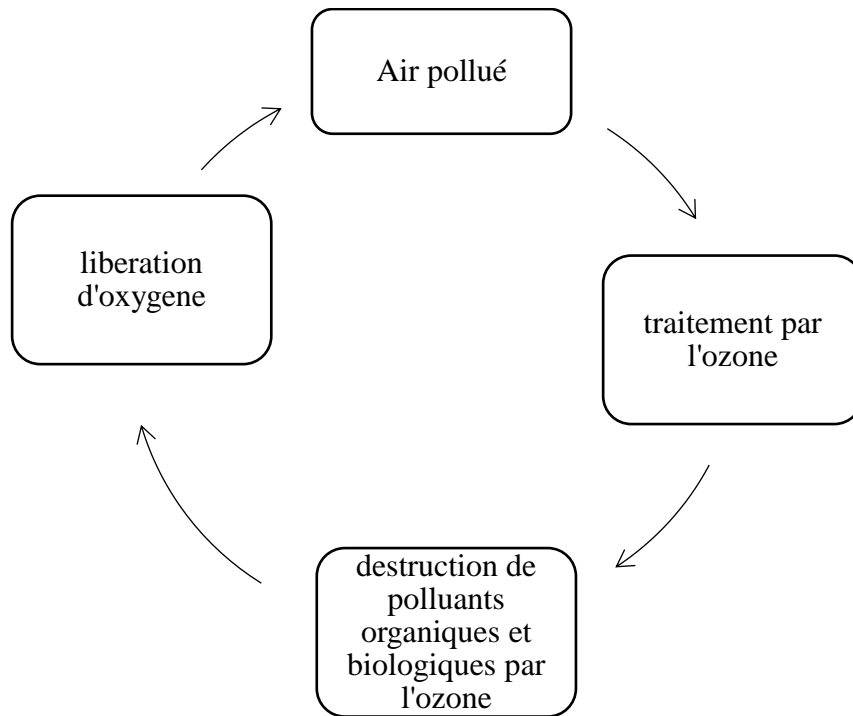 Air pollué
traitement par
l'ozone
destruction de
polluants
organiques et
biologiques par
l'ozone
liberation
d'oxygene